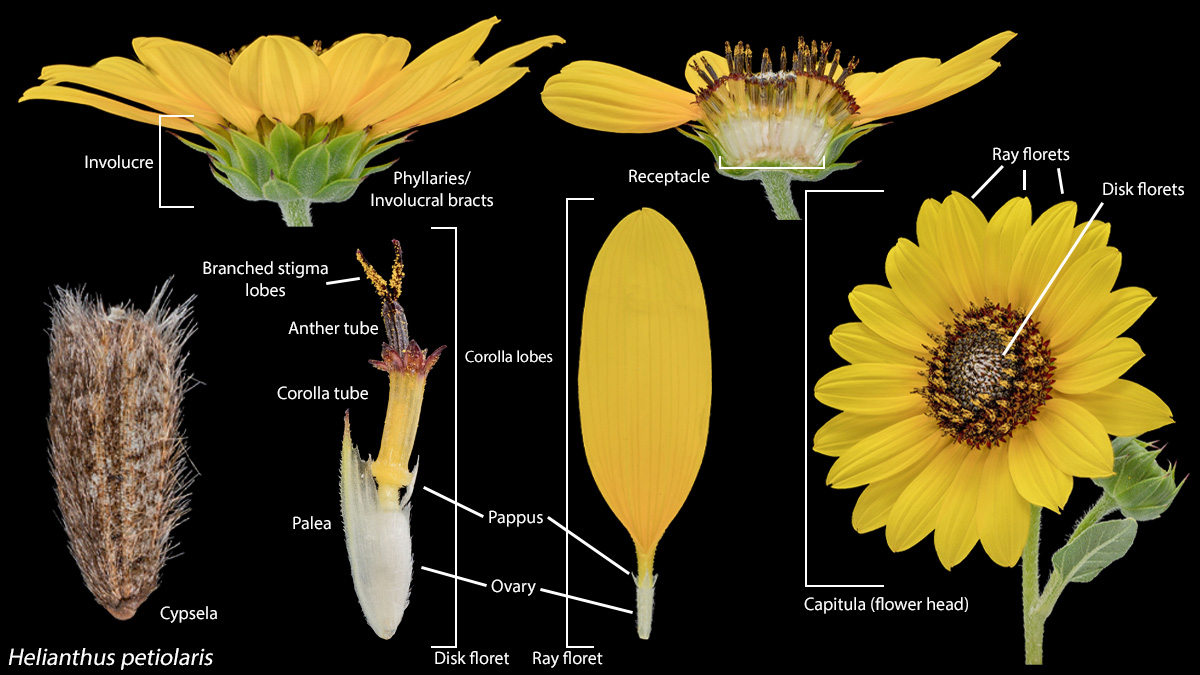 Involucre
Phyllaries/
Involucral bracts
Receptacle
Ray florets
Disk florets
Branched stigma
lobes
Anther tube
Corolla lobes
Corolla tube
Palea
Pappus
Ovary
Cypsela
Capitula (flower head)
Disk floret
Ray floret
Helianthus petiolaris